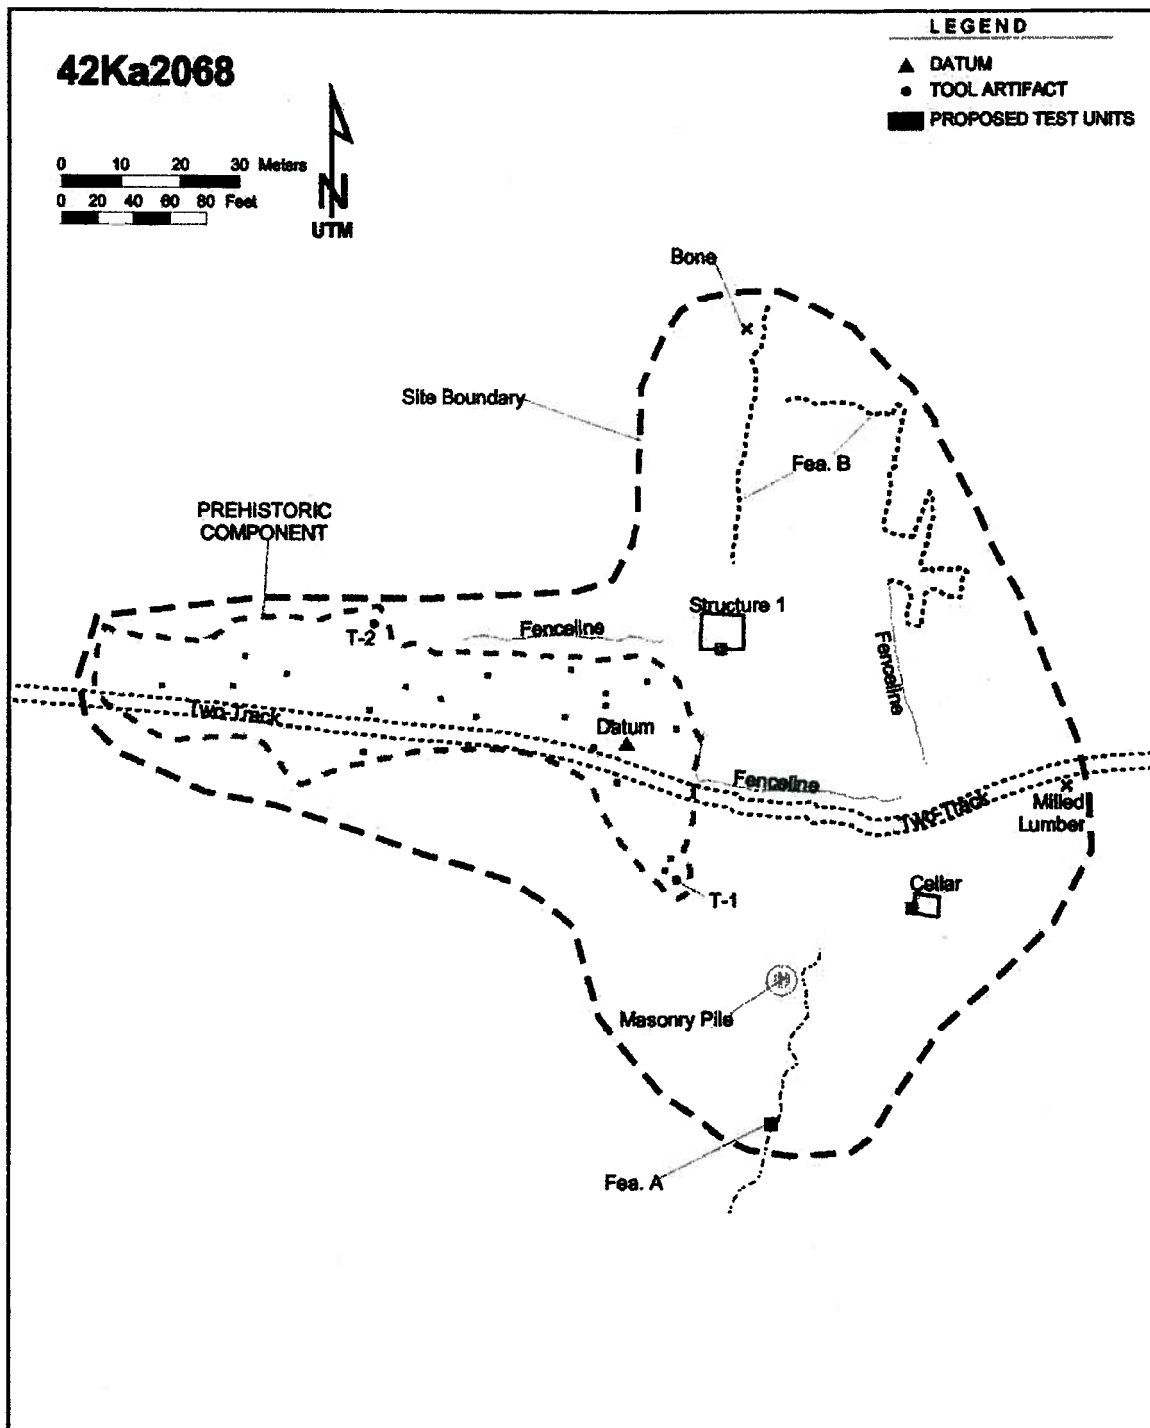 LEGEND
DATUM
TOOL ARTIFACT
PROPOSED TEST UNITS
42Ka2068
0 10 20 30 Meters
0 20 40 60 80 Feet
N
UTM
Bone
Site Boundary
Fea. B
PREHISTORIC
COMPONENT
Structure 1
T-2
Fenceline
Fenceline
Two-Track
Datum
Fenceline
Two-Track
Milled
Lumber
Cellar
T-1
Masonry Pile
Fea. A